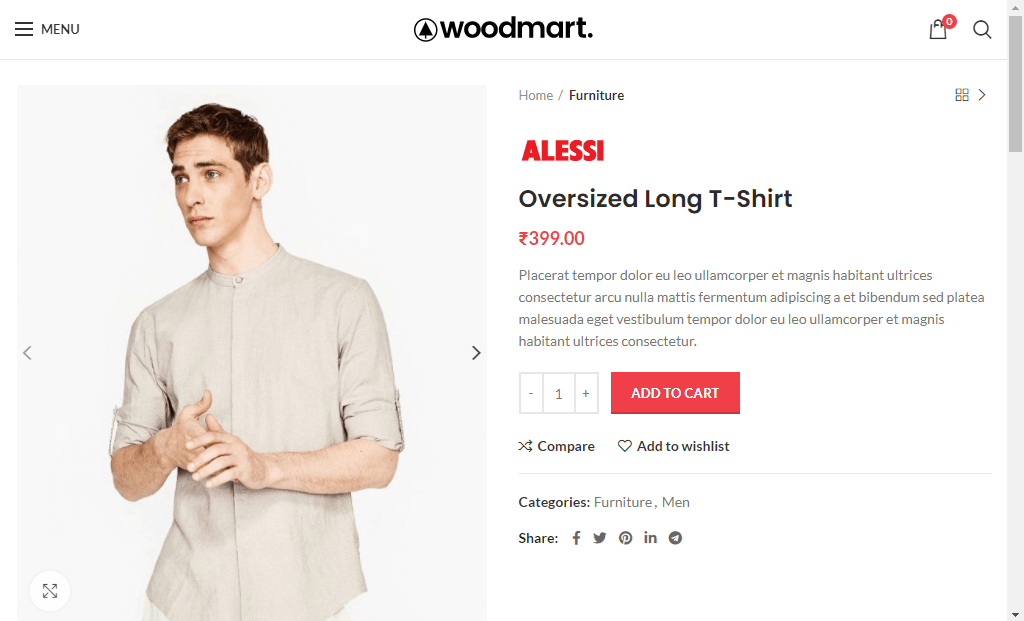 MENU
woodmart.
0
Home / Furniture
ALESSI
Oversized Long T-Shirt
₹399.00
Placerat tempor dolor eu leo ullamcorper et magnis habitant ultrices
consectetur arcu nulla mattis fermentum adipiscing a et bibendum sed platea
malesuada eget vestibulum tempor dolor eu leo ullamcorper et magnis
habitant ultrices consectetur.
- 1 + ADD TO CART
Compare Add to wishlist
Categories: Furniture, Men
Share: